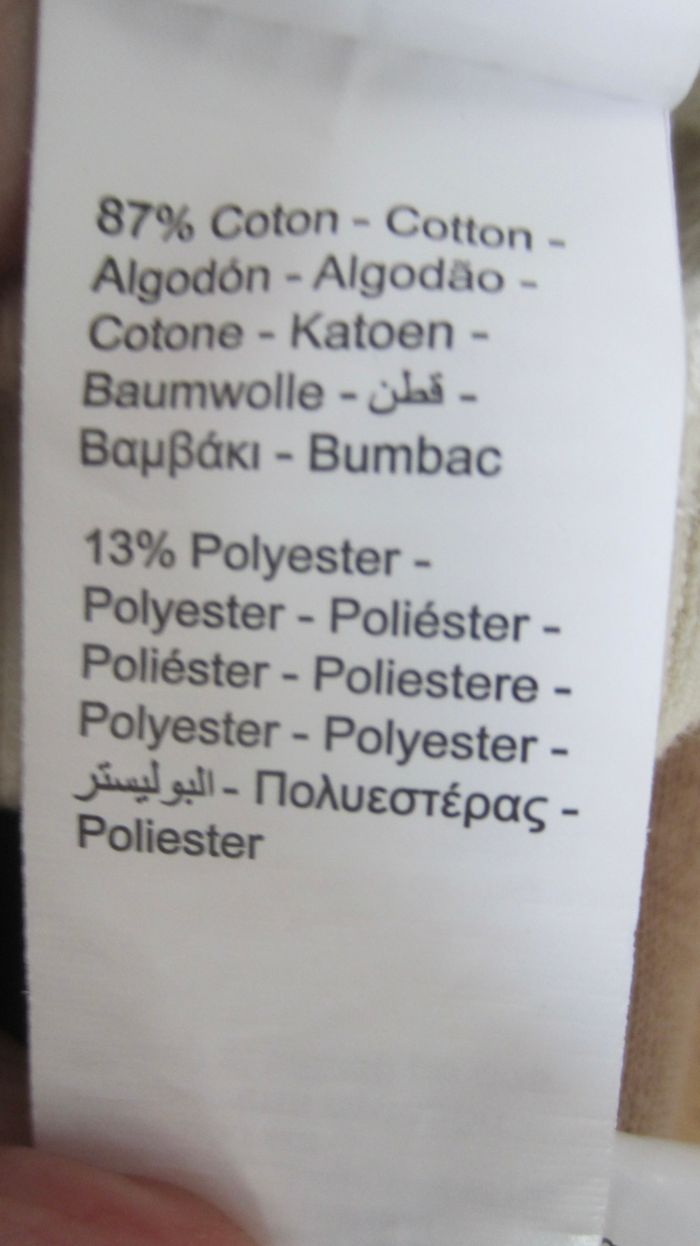 87% Coton - Cotton -
Algodón - Algodão -
Cotone - Katoen -
Baumwolle - قطن -
Βαμβάκι - Bumbac
13% Polyester -
Polyester - Poliéster -
Poliéster - Poliestere -
Polyester - Polyester -
البوليستر - Πολυεστέρας -
Poliester